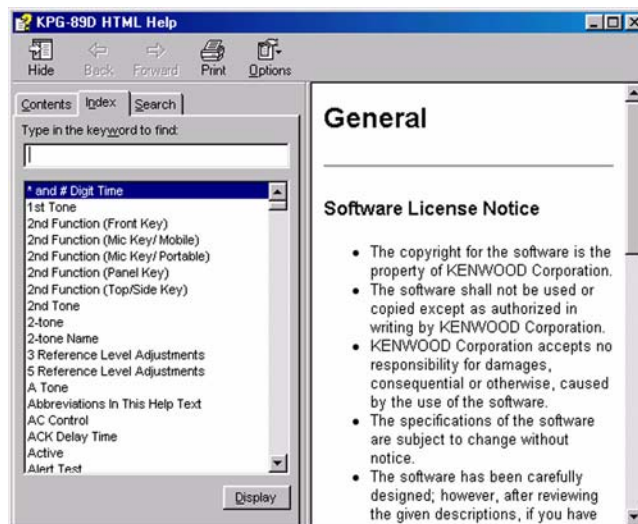 KPG-89D HTML Help
Hide Back Forward Print Options
Contents Index Search
Type in the keyword to find:
* and # Digit Time
1st Tone
2nd Function (Front Key)
2nd Function (Mic Key/ Mobile)
2nd Function (Mic Key/ Portable)
2nd Function (Panel Key)
2nd Function (Top/Side Key)
2nd Tone
2-tone
2-tone Name
3 Reference Level Adjustments
5 Reference Level Adjustments
A Tone
Abbreviations In This Help Text
AC Control
ACK Delay Time
Active
Alert Test
Display
General
Software License Notice
• The copyright for the software is the
property of KENWOOD Corporation.
• The software shall not be used or
copied except as authorized in
writing by KENWOOD Corporation.
• KENWOOD Corporation accepts no
responsibility for damages,
consequential or otherwise, caused
by the use of the software.
• The specifications of the software
are subject to change without
notice.
• The software has been carefully
designed; however, after reviewing
the given descriptions, if you have